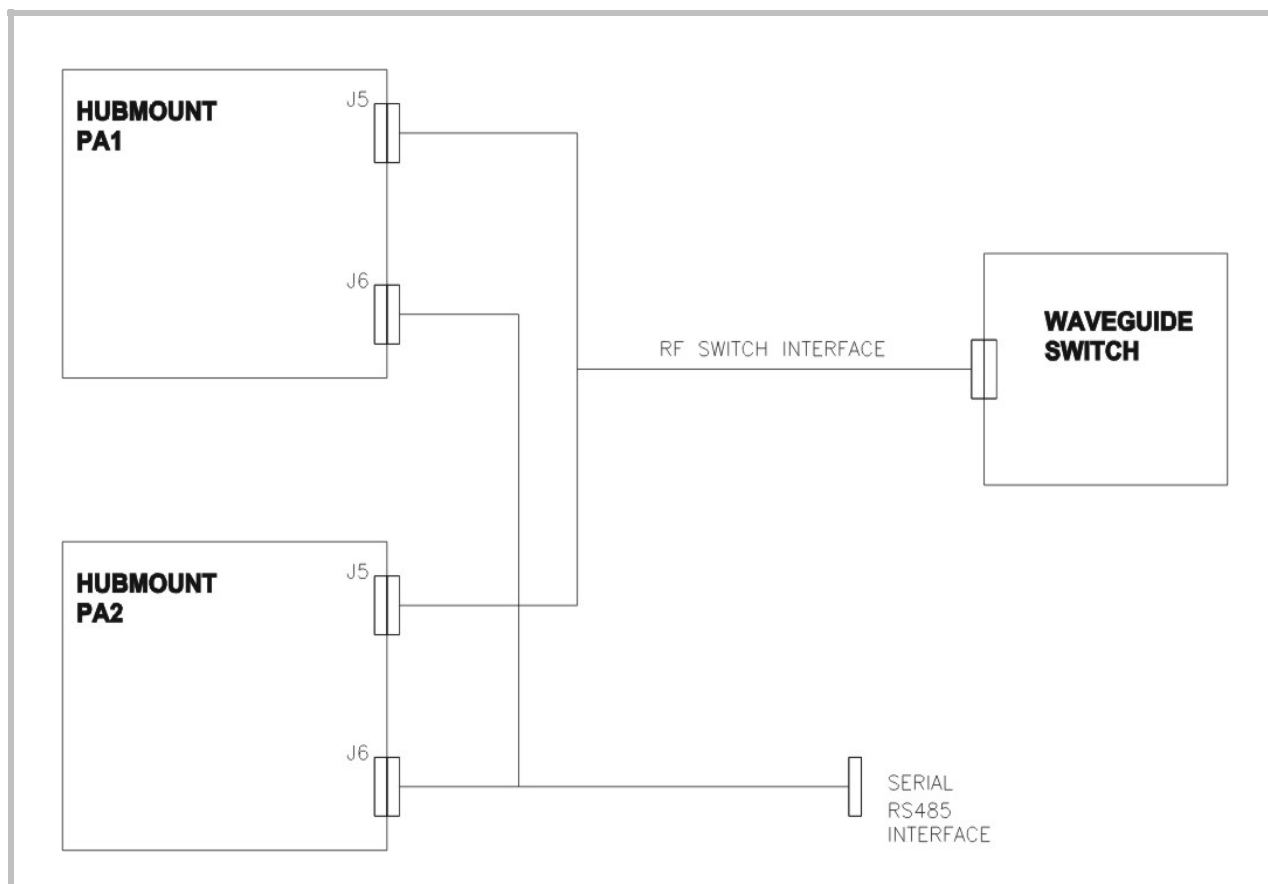 HUBMOUNT
PA1
J5
J6
RF SWITCH INTERFACE
WAVEGUIDE
SWITCH
HUBMOUNT
PA2
J5
J6
SERIAL
RS485
INTERFACE